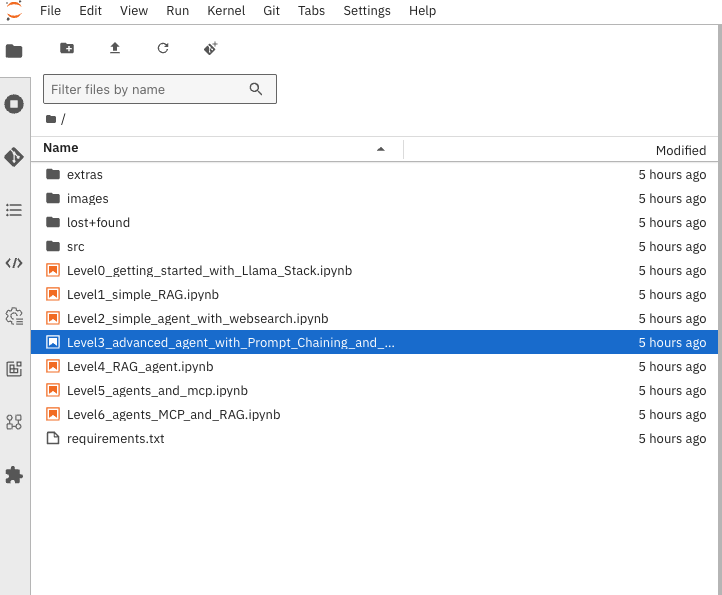 File Edit View Run Kernel Git Tabs Settings Help
Filter files by name
/
Name Modified
extras 5 hours ago
images 5 hours ago
lost+found 5 hours ago
src 5 hours ago
Level0_getting_started_with_Llama_Stack.ipynb 5 hours ago
Level1_simple_RAG.ipynb 5 hours ago
Level2_simple_agent_with_websearch.ipynb 5 hours ago
Level3_advanced_agent_with_Prompt_Chaining_and_... 5 hours ago
Level4_RAG_agent.ipynb 5 hours ago
Level5_agents_and_mcp.ipynb 5 hours ago
Level6_agents_MCP_and_RAG.ipynb 5 hours ago
requirements.txt 5 hours ago